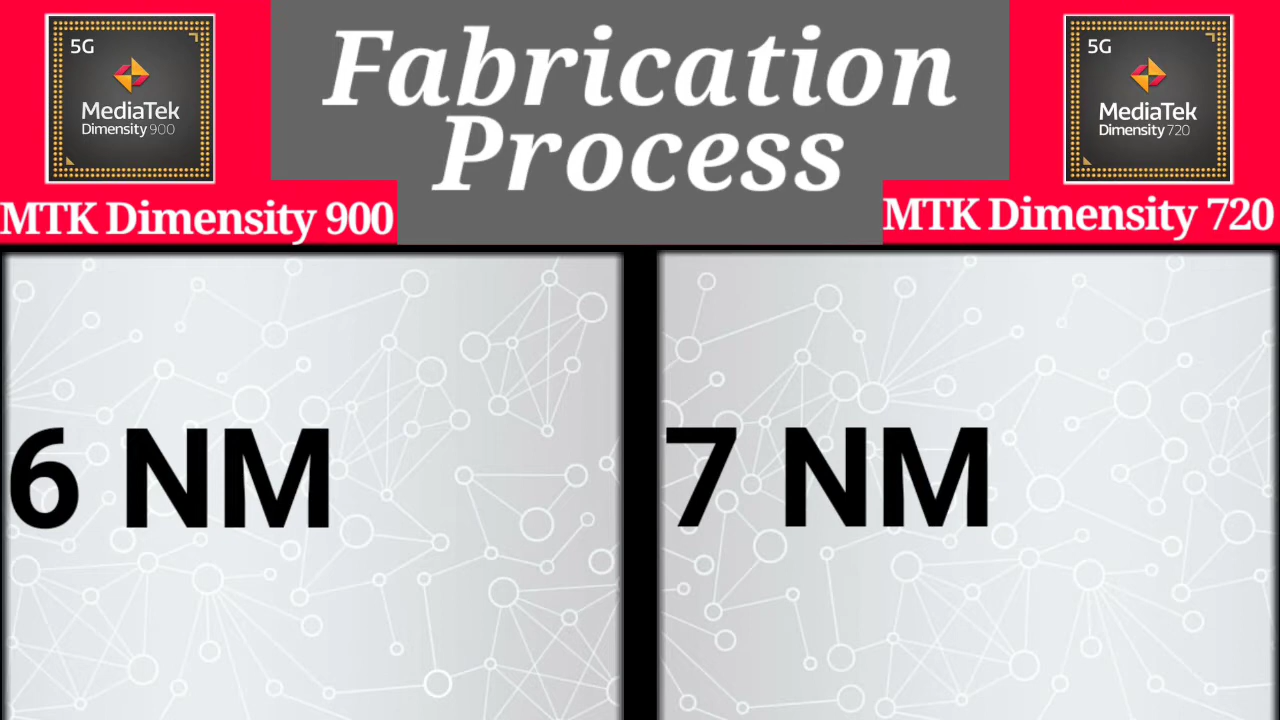 5G
MediaTek
Dimensity 900
MTK Dimensity 900
Fabrication
Process
5G
MediaTek
Dimensity 720
MTK Dimensity 720
6 NM
7 NM